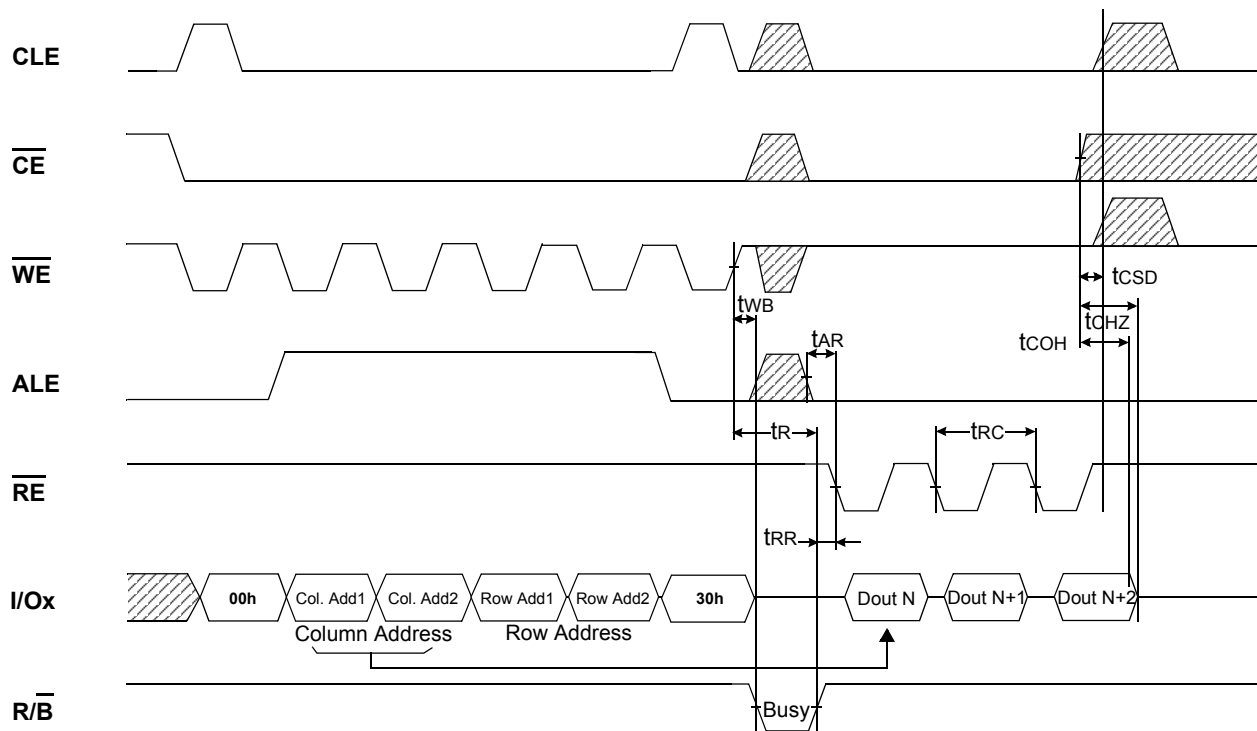 CLE
CE
WE
tCSD
tWB
tCHZ
tAR
tCOH
ALE
tR
tRC
RE
tRR
I/Ox
00h
Col. Add1
Col. Add2
Row Add1
Row Add2
30h
Dout N
Dout N+1
Dout N+2
Column Address
Row Address
R/B
Busy